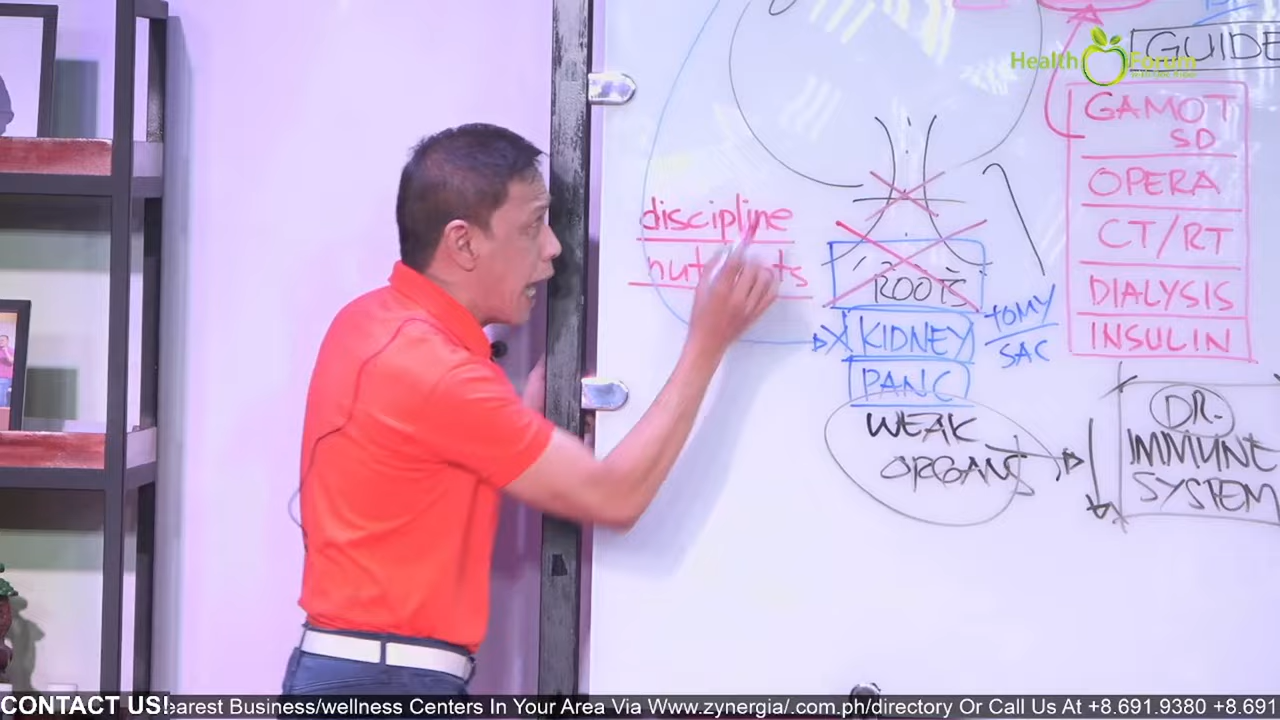 Health Forum
GUIDE
GAMOT
SD
OPERA
CT/RT
DIALYSIS
INSULIN
discipline
ROOTS
KIDNEY
TOMY
SAC
PANC
WEAK
ORGANS
DR.
IMMUNE
SYSTEM
CONTACT US! earest Business/wellness Centers In Your Area Via Www.zynergia/.com.ph/directory Or Call Us At +8.691.9380 +8.691